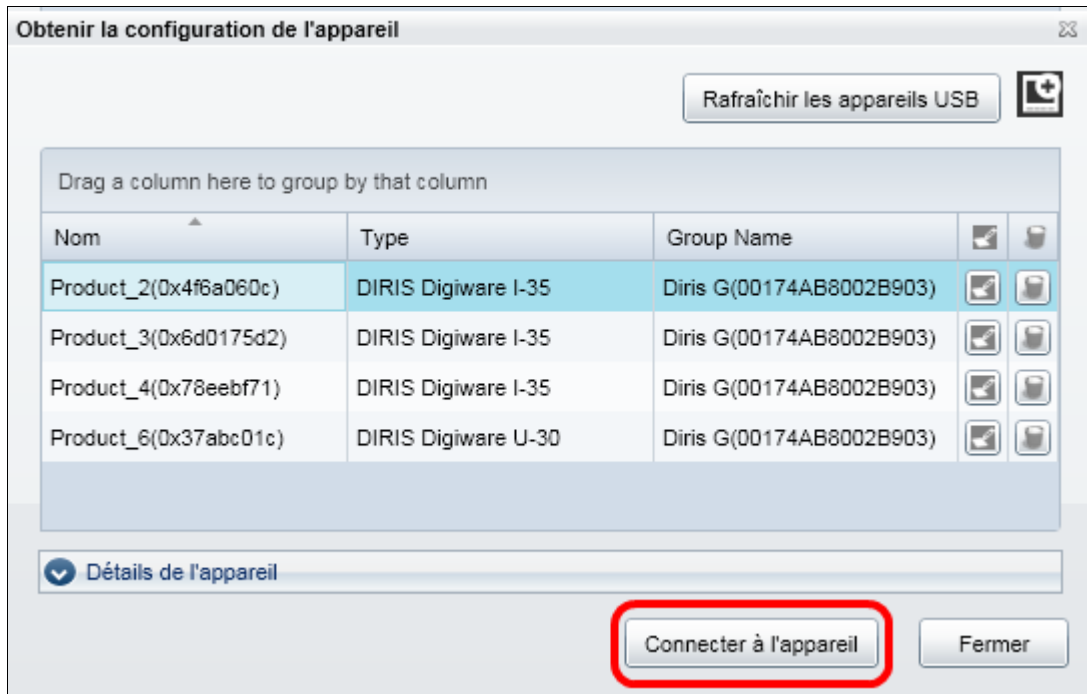 Obtenir la configuration de l'appareil
Rafraîchir les appareils USB
Drag a column here to group by that column
Nom Type Group Name
Product_2(0x4f6a060c) DIRIS Digiware I-35 Diris G(00174AB8002B903)
Product_3(0x6d0175d2) DIRIS Digiware I-35 Diris G(00174AB8002B903)
Product_4(0x78eebf71) DIRIS Digiware I-35 Diris G(00174AB8002B903)
Product_6(0x37abc01c) DIRIS Digiware U-30 Diris G(00174AB8002B903)
Détails de l'appareil
Connecter à l'appareil Fermer